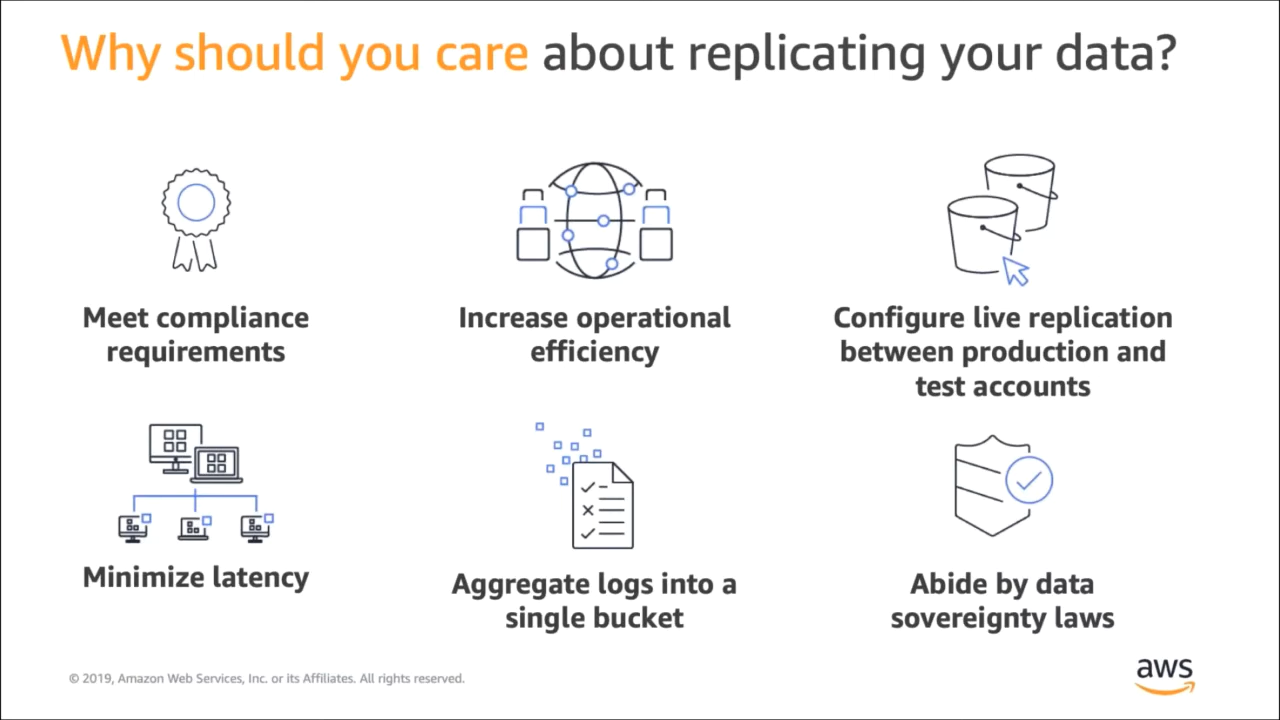 Why should you care about replicating your data?
Meet compliance
requirements
Increase operational
efficiency
Configure live replication
between production and
test accounts
Minimize latency
Aggregate logs into a
single bucket
Abide by data
sovereignty laws
© 2019, Amazon Web Services, Inc. or its Affiliates. All rights reserved.
aws